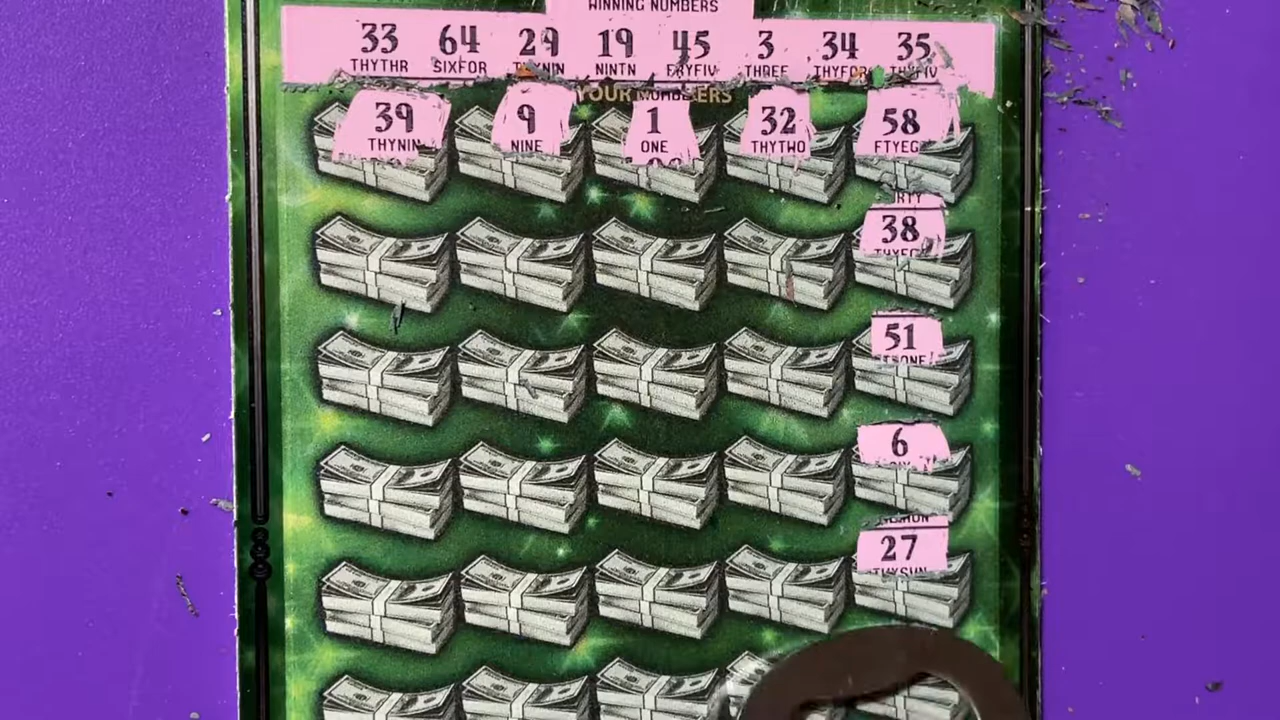 WINNING NUMBERS
33 64 29 19 45 3 34 35
THYTHR SIXFOR NINTN FRYFIV THREE THYFOR
YOUR NUMBERS
39 9 1 32 58
THYNIN NINE ONE THYTWO FTYEG
38
51
6
27